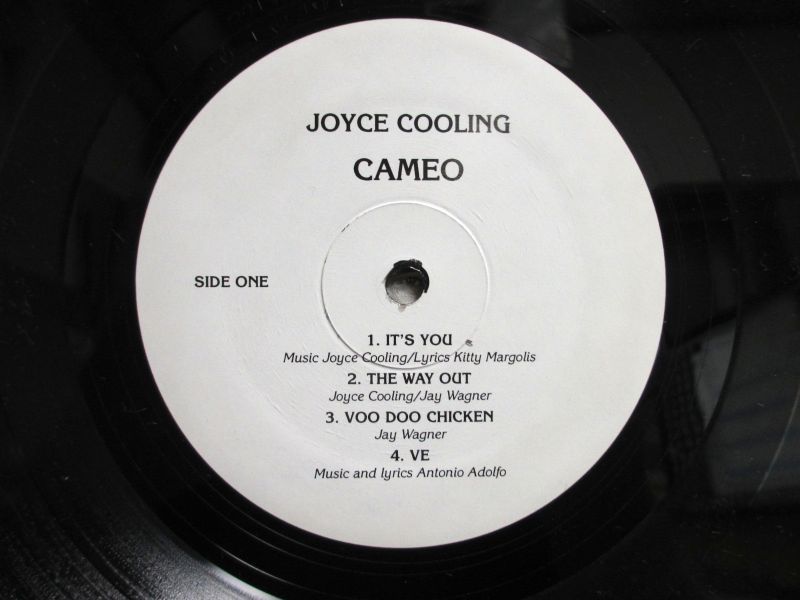 JOYCE COOLING
CAMEO
SIDE ONE
1. IT'S YOU
Music Joyce Cooling/Lyrics Kitty Margolis
2. THE WAY OUT
Joyce Cooling/Jay Wagner
3. VOO DOO CHICKEN
Jay Wagner
4. VE
Music and lyrics Antonio Adolfo